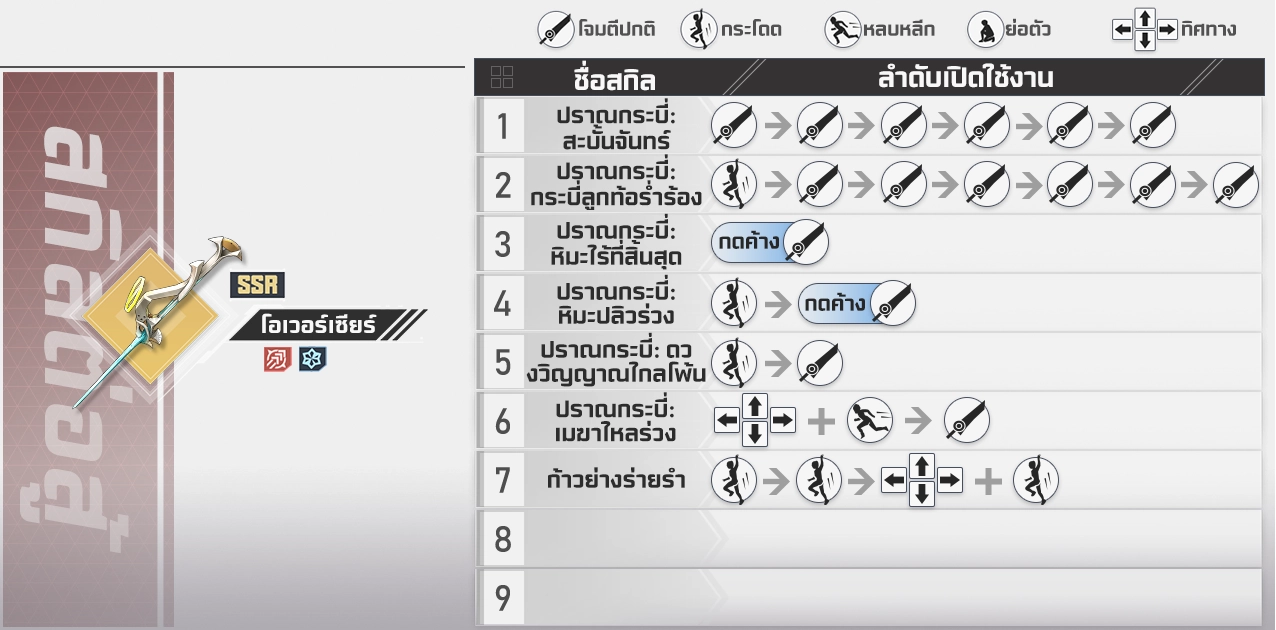 โจมตีปกติ กระโดด หลบหลีก ย่อตัว ทิศทาง
ชื่อสกิล ลำดับเปิดใช้งาน
สกิลต่อสู้
SSR
โอเวอร์เซียร์
1 ปราณกระบี่:
สะบั้นจันทร์
2 ปราณกระบี่:
กระบี่ลูกท้อร่ำร้อง
3 ปราณกระบี่:
หิมะไร้ที่สิ้นสุด กดค้าง
4 ปราณกระบี่:
หิมะปลิวร่วง กดค้าง
5 ปราณกระบี่: ดว
งวิญญาณไกลโพ้น
6 ปราณกระบี่:
เมฆาไหลร่วง
7 ก้าวย่างร่ายรำ
8
9